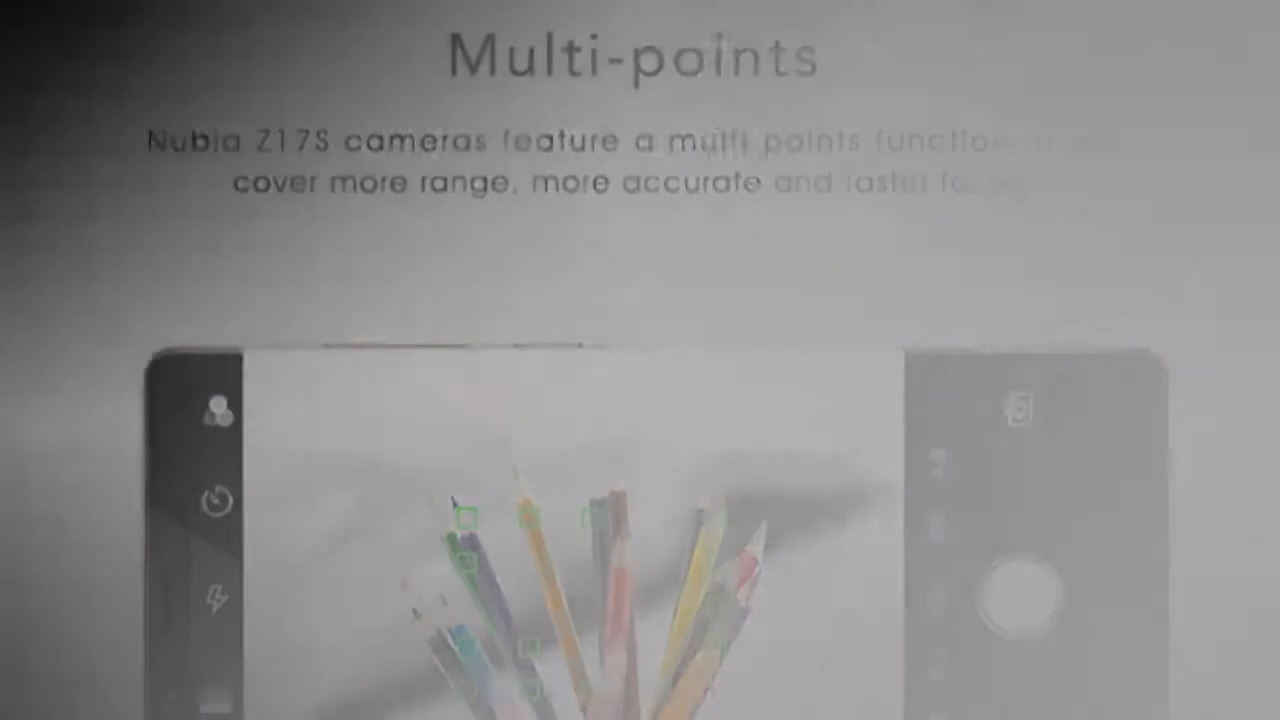 Multi-points
Nubia Z17S cameras feature a multi points function
cover more range, more accurate and faster